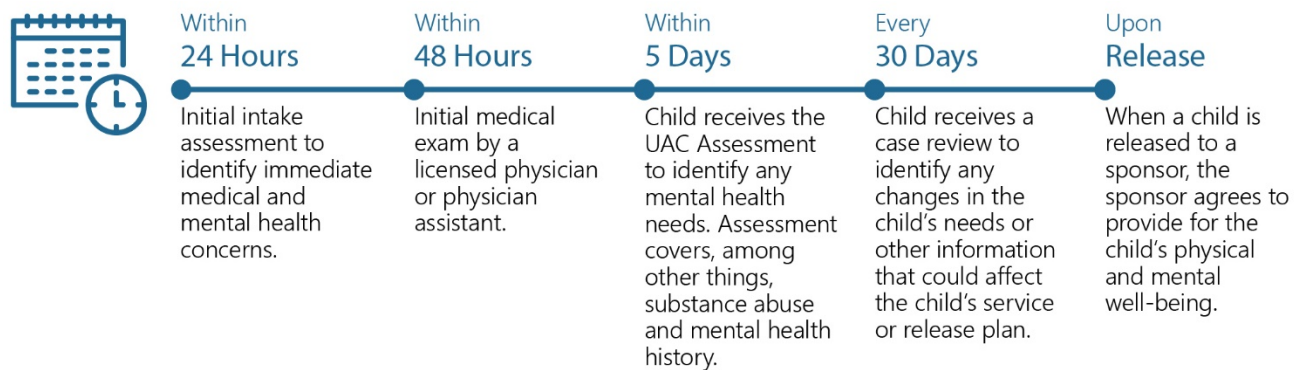 Within
24 Hours
Initial intake
assessment to
identify immediate
medical and
mental health
concerns.
Within
48 Hours
Initial medical
exam by a
licensed physician
or physician
assistant.
Within
5 Days
Child receives the
UAC Assessment
to identify any
mental health
needs. Assessment
covers, among
other things,
substance abuse
and mental health
history.
Every
30 Days
Child receives a
case review to
identify any
changes in the
child's needs or
other information
that could affect
the child's service
or release plan.
Upon
Release
When a child is
released to a
sponsor, the
sponsor agrees to
provide for the
child's physical
and mental
well-being.